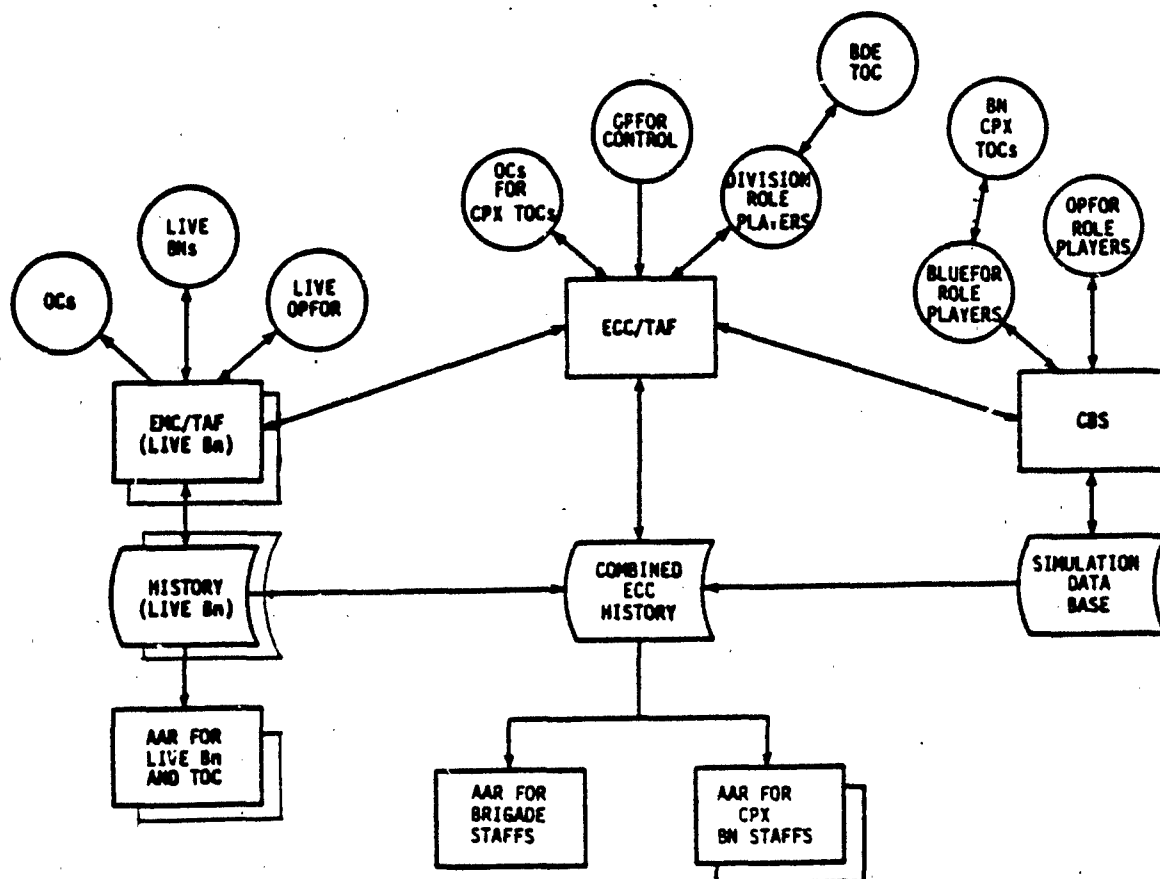 BDE
TOC
OPFOR
CONTROL
BN
CPX
TOCs
OCs
FOR
CPX TOCs
DIVISION
ROLE
PLAYERS
LIVE
BNs
OPFOR
ROLE
PLAYERS
OCs
LIVE
OPFOR
BLUEFOR
ROLE
PLAYERS
ECC/TAF
EMC/TAF
(LIVE Bn)
CBS
HISTORY
(LIVE Bn)
COMBINED
ECC
HISTORY
SIMULATION
DATA
BASE
AAR FOR
LIVE Bn
AND TOC
AAR FOR
BRIGADE
STAFFS
AAR FOR
CPX
BN STAFFS